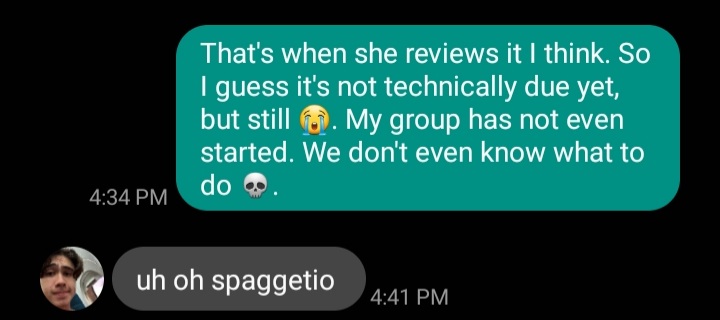 That's when she reviews it I think. So
I guess it's not technically due yet,
but still 😭. My group has not even
started. We don't even know what to
do 💀.
4:34 PM
uh oh spaggetio
4:41 PM